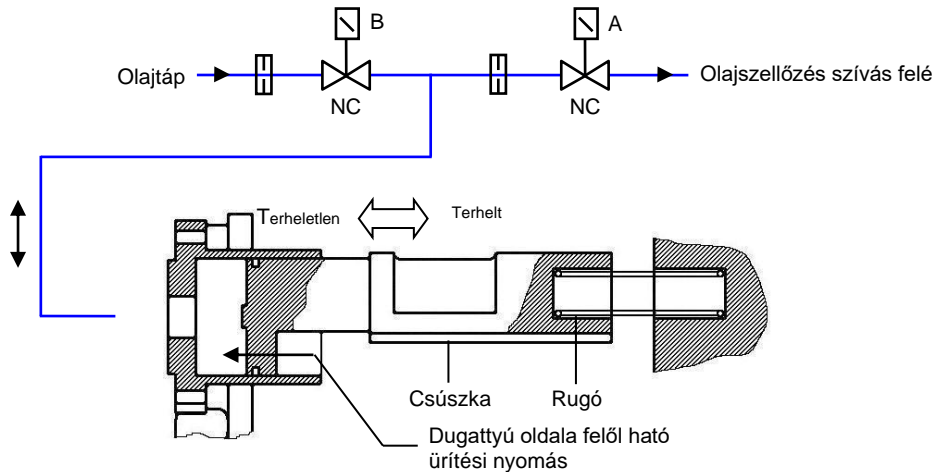 B
A
Olajtáp
Olajszellőzés szívás felé
NC
NC
Terheletlen
Terhelt
Csúszka
Rugó
Dugattyú oldala felől ható
ürítési nyomás